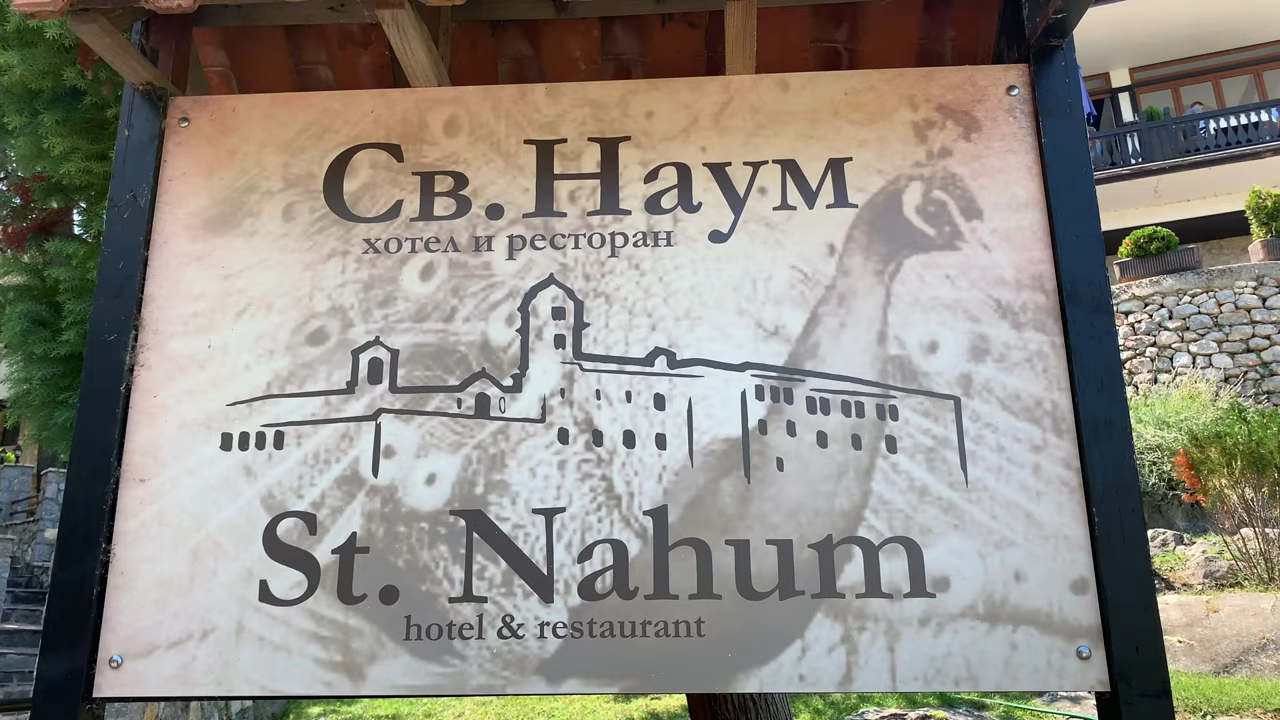 Св. Наум
хотел и ресторан
St. Nahum
hotel & restaurant